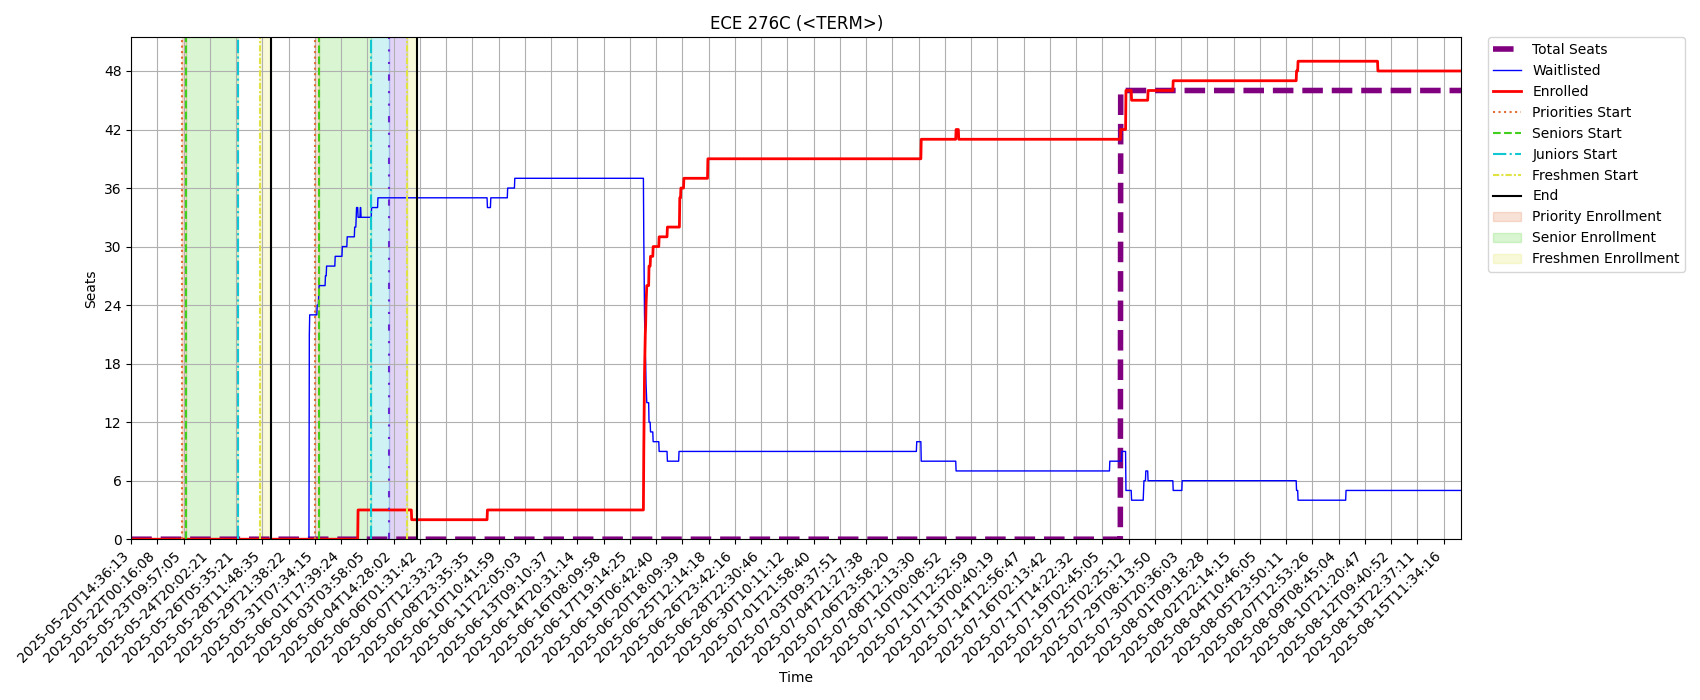 ECE 276C (<TERM>)
Seats
48
42
36
30
24
18
12
6
0
2025-05-20T14:36:13
2025-05-22T00:16:08
2025-05-23T09:57:05
2025-05-24T20:02:21
2025-05-26T05:35:21
2025-05-28T11:48:35
2025-05-29T21:38:22
2025-05-31T07:34:15
2025-06-01T17:39:24
2025-06-03T03:58:05
2025-06-04T14:28:02
2025-06-06T01:31:42
2025-06-07T12:33:23
2025-06-08T23:35:35
2025-06-10T10:41:59
2025-06-11T22:05:03
2025-06-13T09:10:37
2025-06-14T20:31:14
2025-06-16T08:09:58
2025-06-17T19:14:25
2025-06-19T06:42:40
2025-06-20T18:09:39
2025-06-25T12:14:18
2025-06-26T23:42:16
2025-06-28T22:30:46
2025-06-30T10:11:12
2025-07-01T21:58:40
2025-07-03T09:37:51
2025-07-04T21:27:38
2025-07-06T23:58:20
2025-07-08T12:13:30
2025-07-10T00:08:52
2025-07-11T12:52:59
2025-07-13T00:40:19
2025-07-14T12:56:47
2025-07-16T02:13:42
2025-07-17T14:22:32
2025-07-19T02:45:05
2025-07-25T02:25:12
2025-07-29T08:13:50
2025-07-30T20:36:03
2025-08-01T09:18:28
2025-08-02T22:14:15
2025-08-04T10:46:05
2025-08-05T23:50:11
2025-08-07T12:53:26
2025-08-09T08:45:04
2025-08-10T21:20:47
2025-08-12T09:40:52
2025-08-13T22:37:11
2025-08-15T11:34:16
Time
Total Seats
Waitlisted
Enrolled
Priorities Start
Seniors Start
Juniors Start
Freshmen Start
End
Priority Enrollment
Senior Enrollment
Freshmen Enrollment